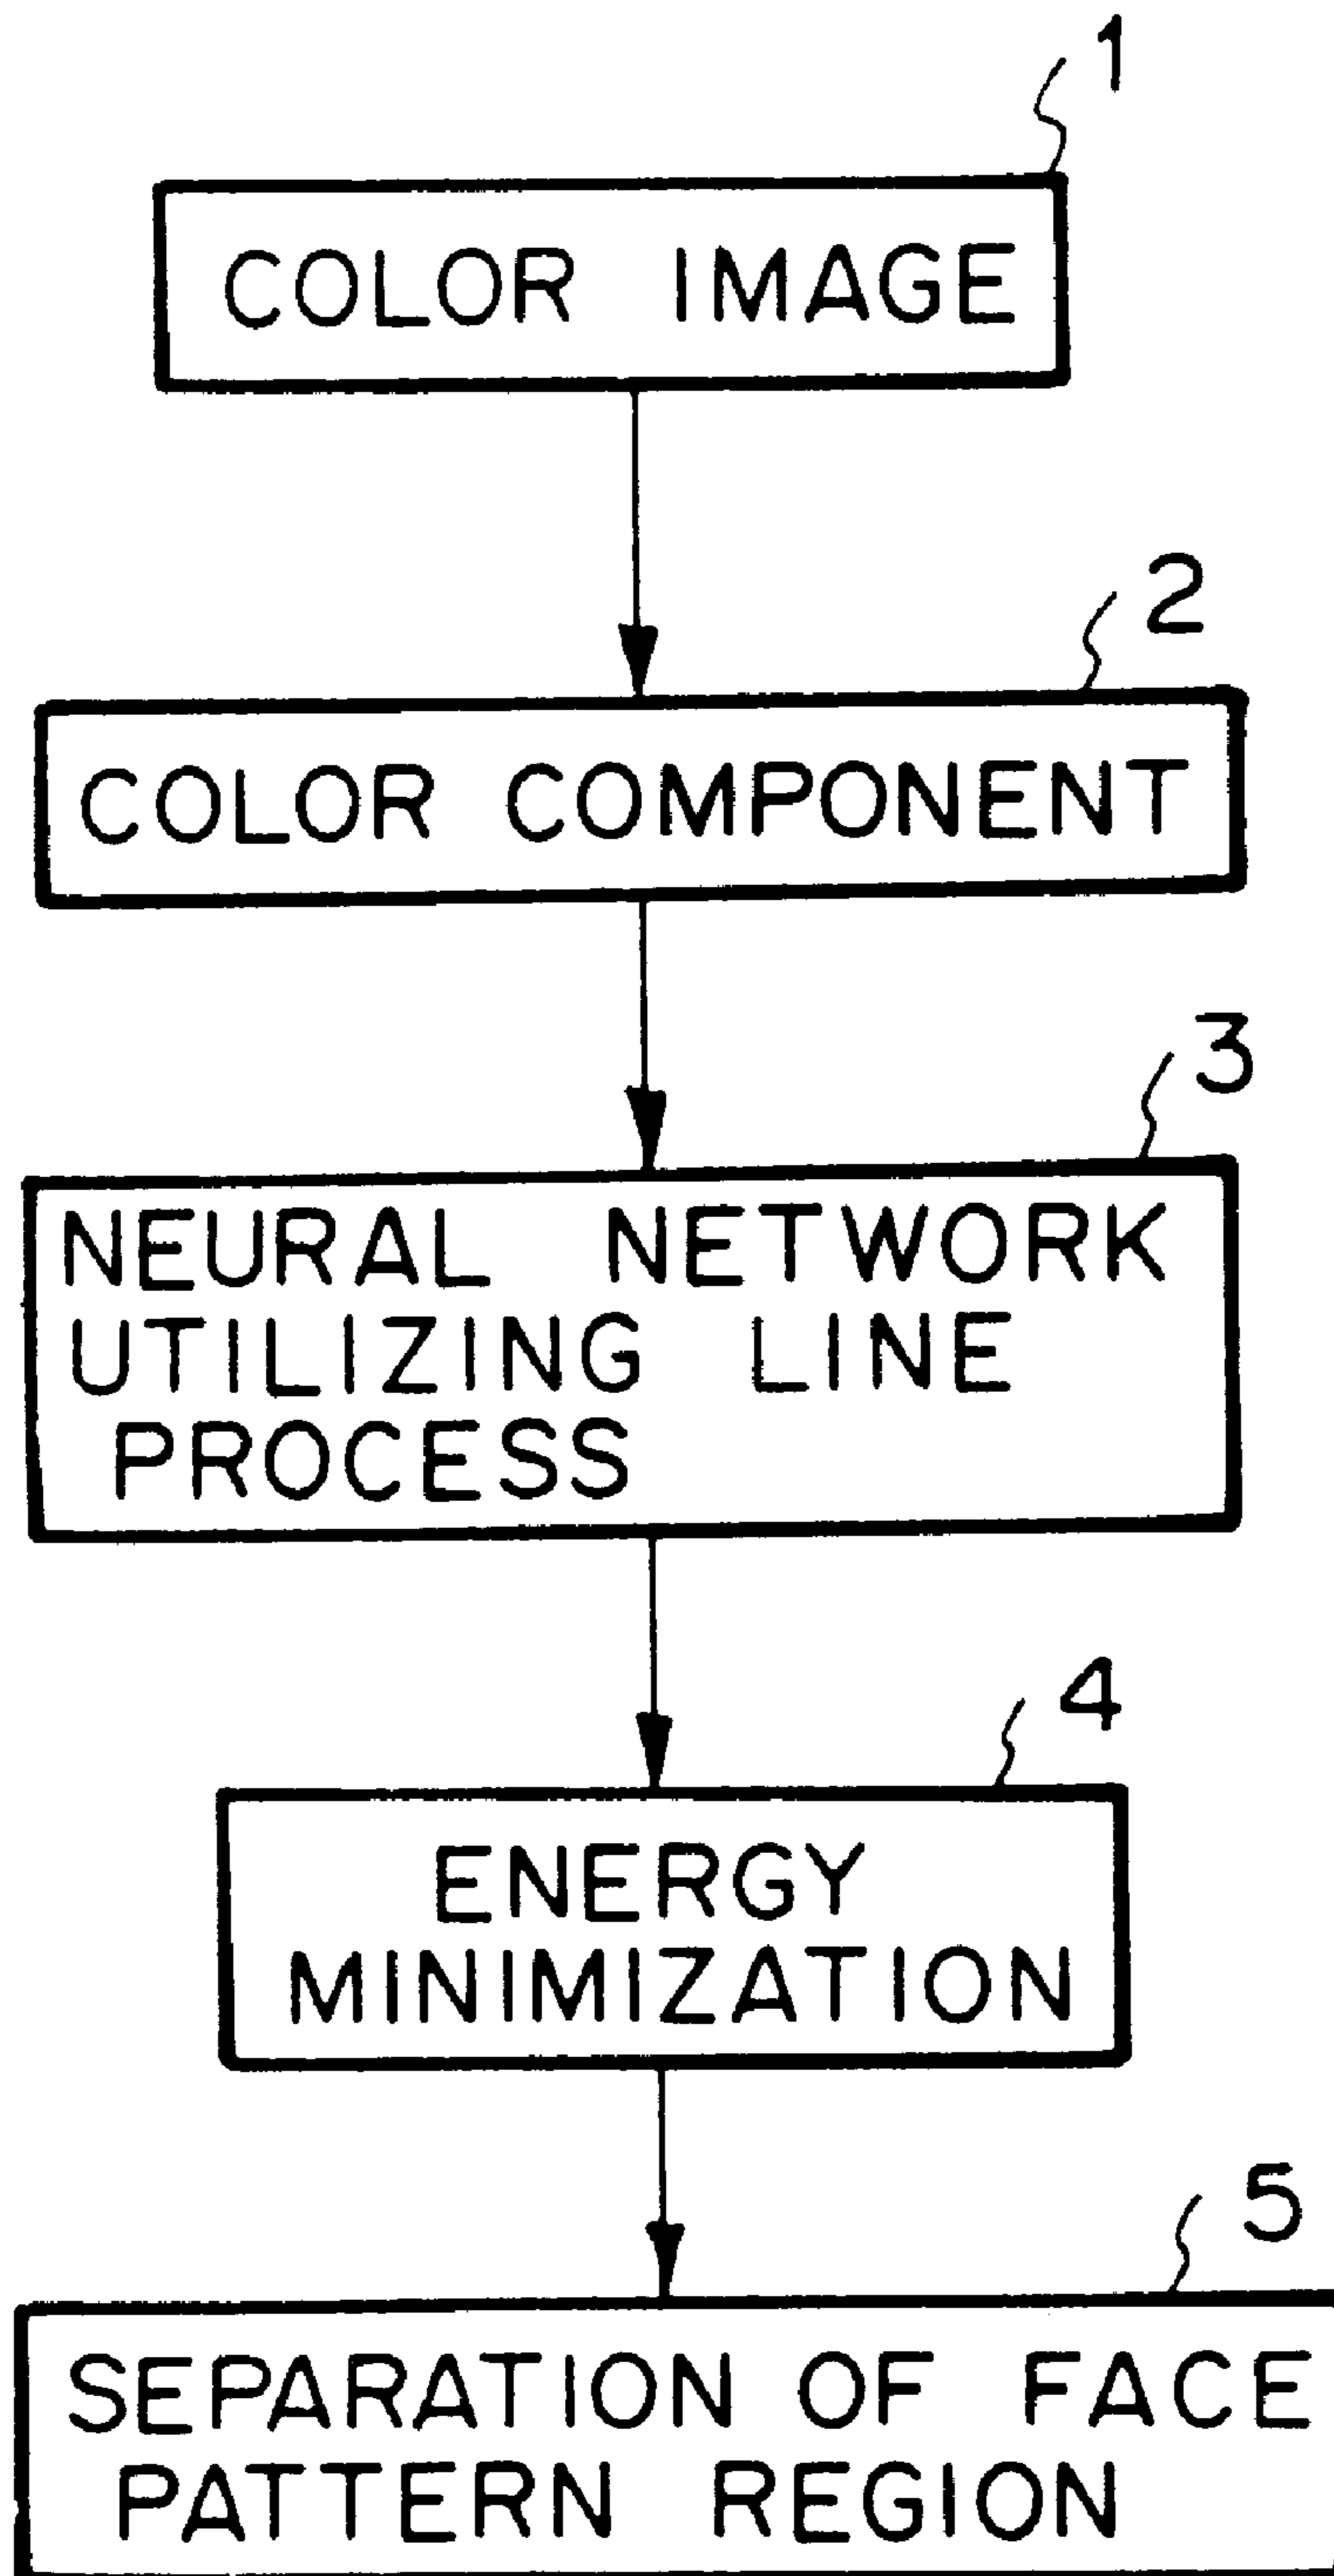 1
COLOR IMAGE
2
COLOR COMPONENT
3
NEURAL NETWORK
UTILIZING LINE
PROCESS
4
ENERGY
MINIMIZATION
5
SEPARATION OF FACE
PATTERN REGION